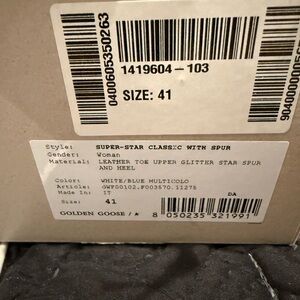 0400605350263
1419604-103
SIZE: 41
Style: SUPER-STAR CLASSIC WITH SPUR
Gender: Woman
Material: LEATHER TOE UPPER GLITTER STAR SPUR
AND HEEL
Color: WHITE/BLUE MULTICOLO
Article: GWF00102.F003570.11275
Made in: IT
DA
Size: 41
GOLDEN GOOSE /★
8 050235 321991